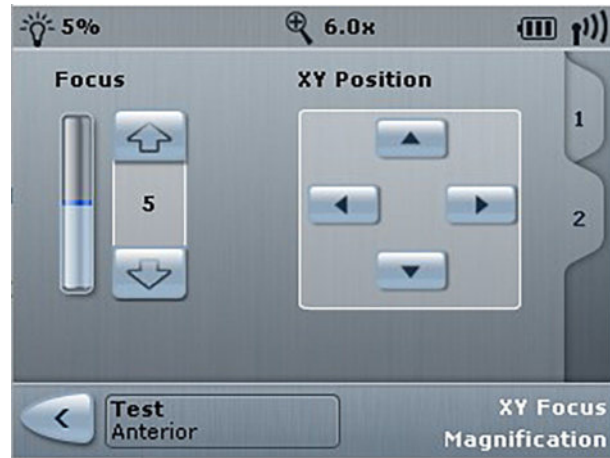 5%
6.0x
Focus
XY Position
1
5
2
Test
Anterior
XY Focus
Magnification